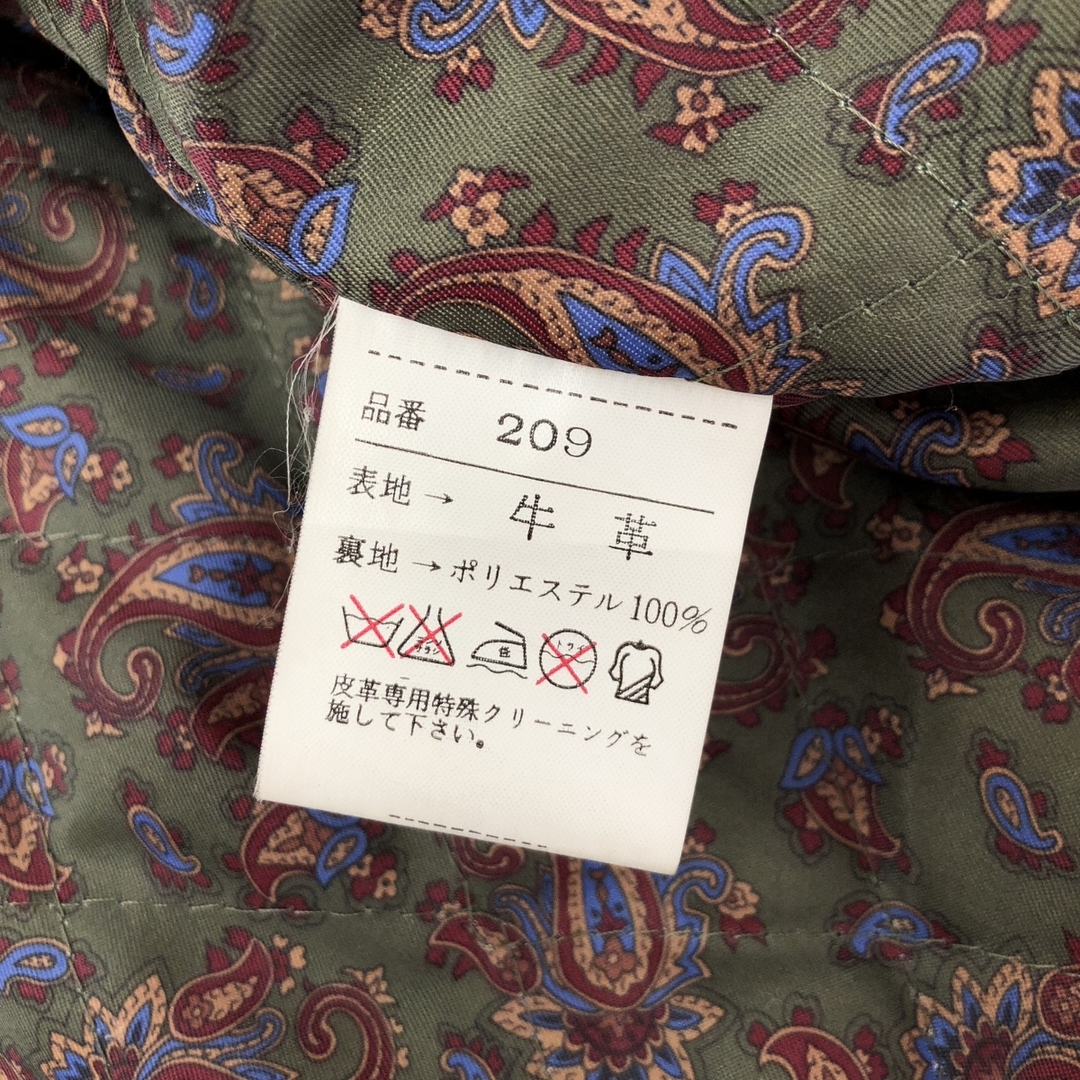 品番 209
表地→ 牛 革
裏地→ポリエステル100%
皮革専用特殊クリーニングを
施して下さい。